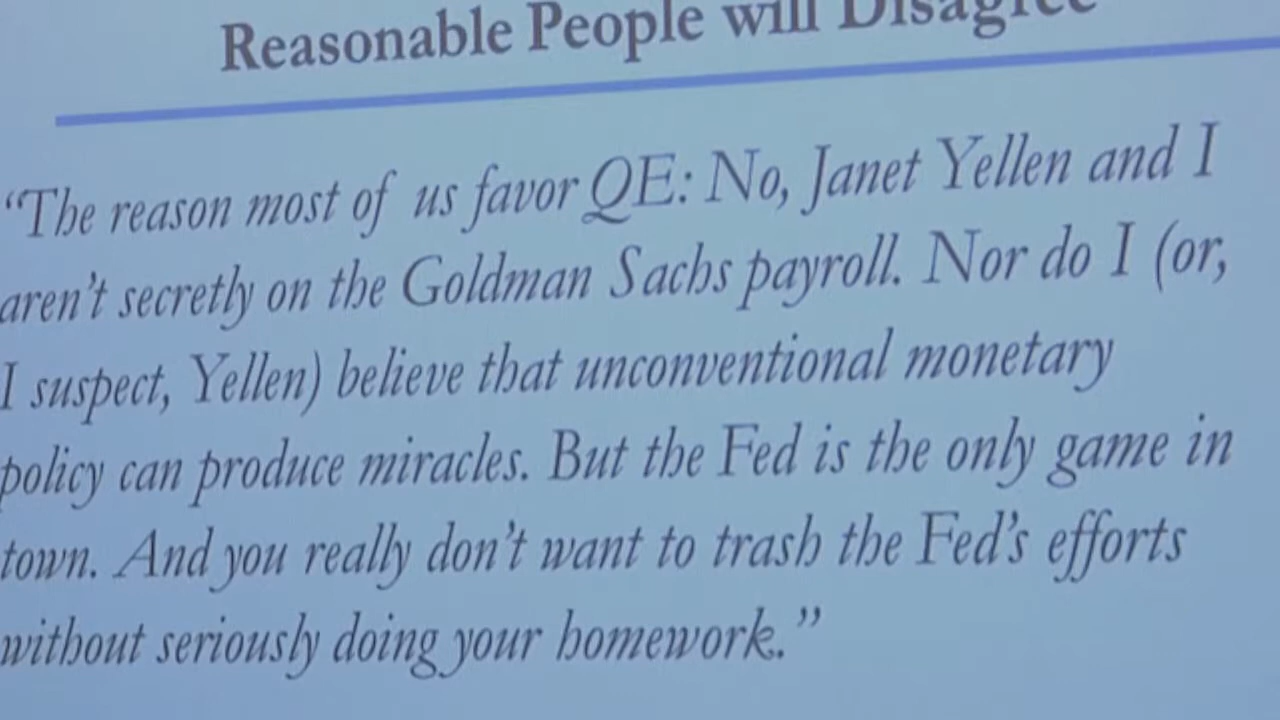 Reasonable People will Disagree
“The reason most of us favor QE: No, Janet Yellen and I
aren’t secretly on the Goldman Sachs payroll. Nor do I (or,
I suspect, Yellen) believe that unconventional monetary
policy can produce miracles. But the Fed is the only game in
town. And you really don’t want to trash the Fed’s efforts
without seriously doing your homework.”